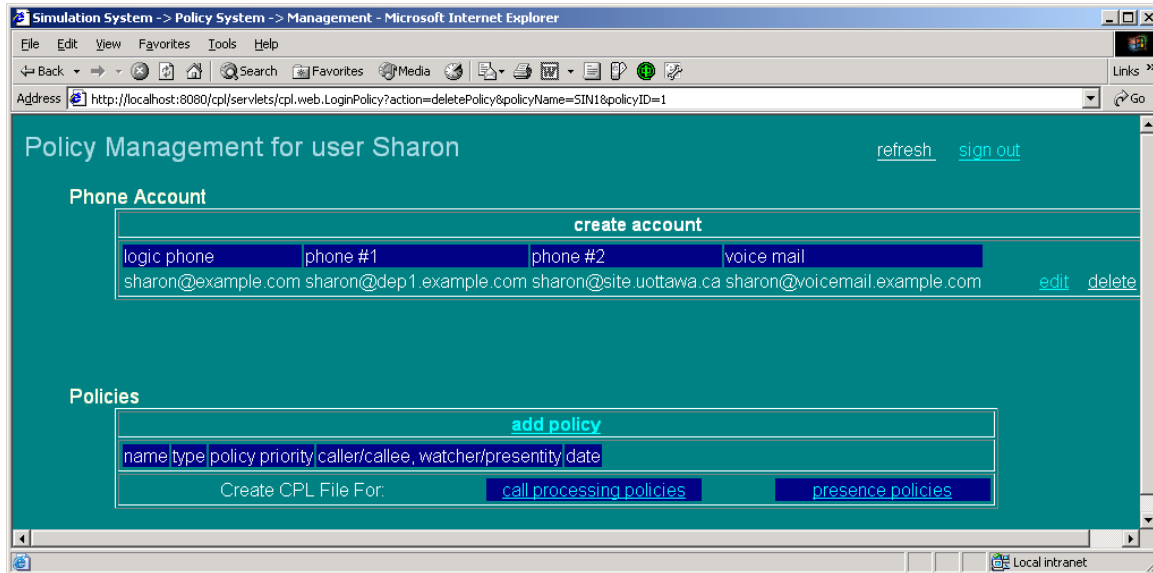 Simulation System -> Policy System -> Management - Microsoft Internet Explorer
File Edit View Favorites Tools Help
Back Search Favorites Media Links »
Address http://localhost:8080/cpl/servlets/cpl.web.LoginPolicy?action=deletePolicy&policyName=SIN1&policyID=1 Go
Policy Management for user Sharon refresh sign out
Phone Account
create account
logic phone phone #1 phone #2 voice mail
sharon@example.com sharon@dep1.example.com sharon@site.uottawa.ca sharon@voicemail.example.com edit delete
Policies
add policy
name type policy priority caller/callee, watcher/presentity date
Create CPL File For: call processing policies presence policies
Local intranet